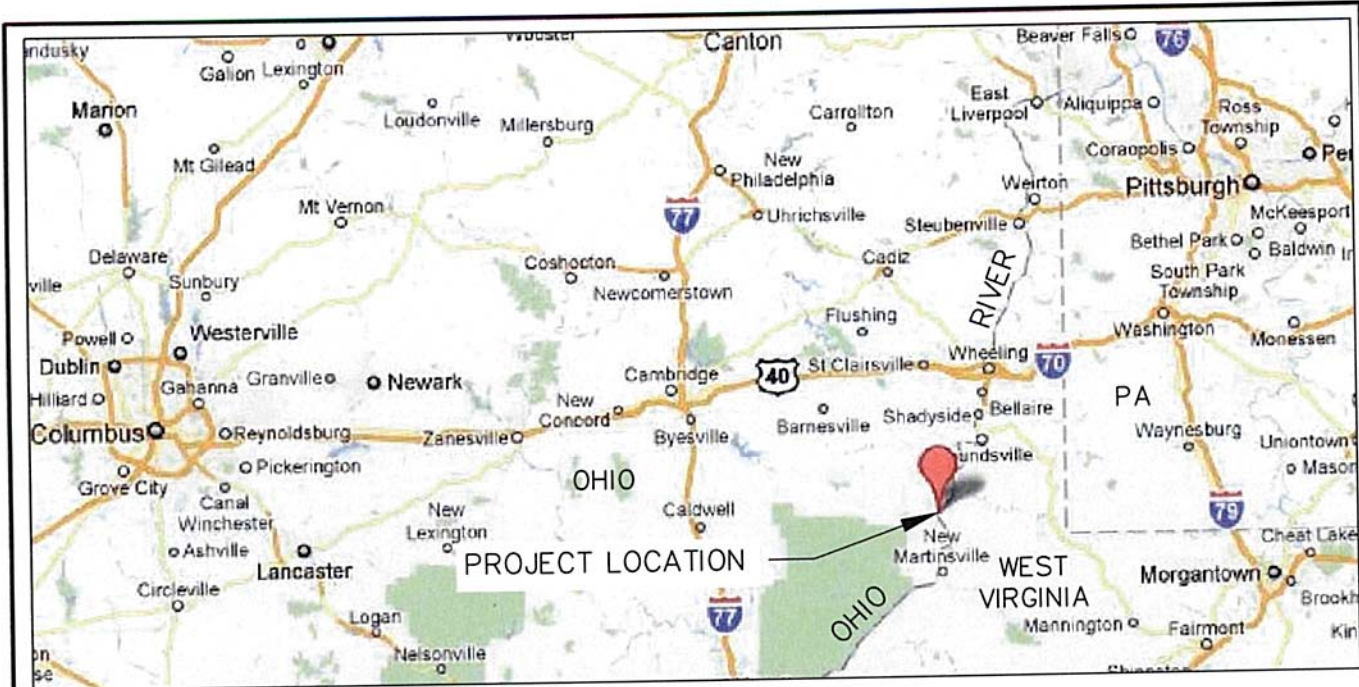 Canton
Beaver Falls
76
Galion
Lexington
Marion
Loudonville
Millersburg
Carrollton
East
Liverpool
Aliquippa
Ross
Township
Coraopolis
Mt Gilead
New
Philadelphia
Weirton
Pittsburgh
Mt Vernon
77
Uhrichsville
Steubenville
McKeesport
Bethel Park
Baldwin
Delaware
Coshocton
Cadiz
South Park
Township
ville
Sunbury
Newcomerstown
RIVER
Flushing
Washington
Monessen
Powell
Westerville
Dublin
Gahanna
Granville
Newark
Cambridge
40
St Clairsville
Wheeling
70
Hilliard
New
Concord
Shadyside
Bellaire
PA
Columbus
Reynoldsburg
Zanesville
Byesville
Barnesville
Waynesburg
Uniontown
Pickerington
undsville
Mason
Grove City
OHIO
Canal
Winchester
New
Lexington
Caldwell
79
Ashville
PROJECT LOCATION
New
Martinsville
Cheat Lake
Lancaster
WEST
VIRGINIA
Morgantown
Circleville
OHIO
Brookh
Logan
77
Mannington
Fairmont
Kin
Nelsonville